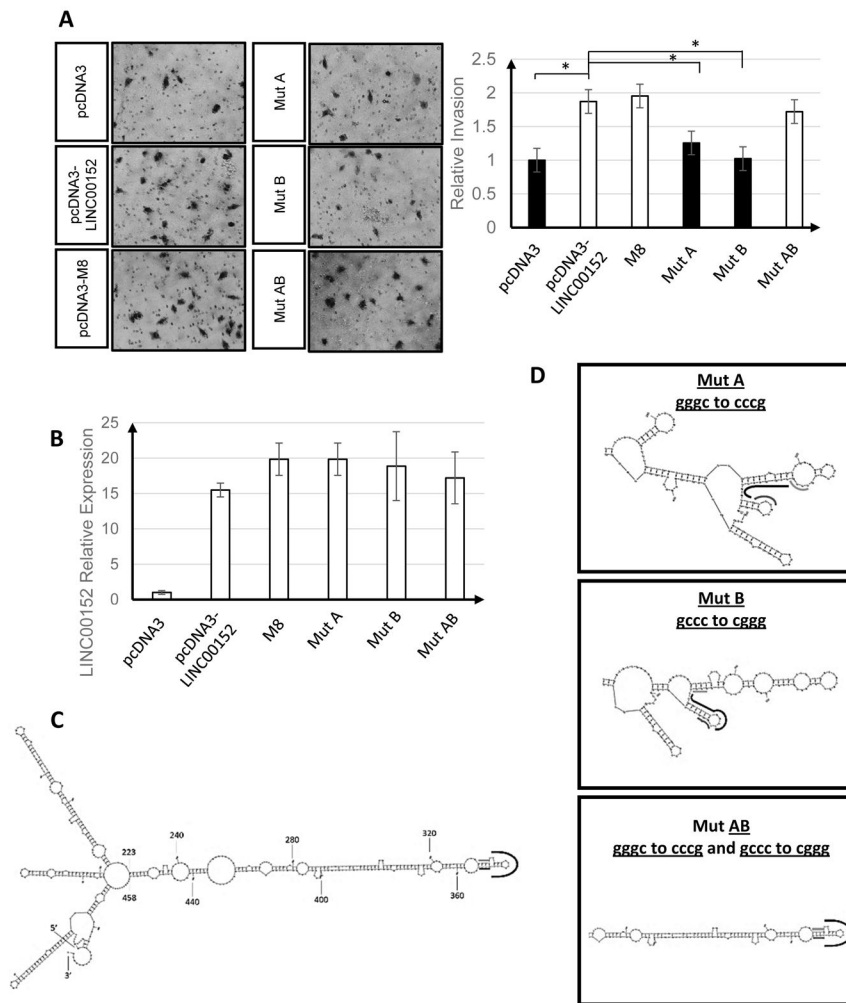 A
pcDNA3
pcDNA3-
LINC00152
pcDNA3-M8
Mut A
Mut B
Mut AB
Relative Invasion
2.5
2
1.5
1
0.5
0
*
*
*
pcDNA3
pcDNA3-
LINC00152
M8
Mut A
Mut B
Mut AB
B
LINC00152 Relative Expression
25
20
15
10
5
0
pcDNA3
pcDNA3-
LINC00152
M8
Mut A
Mut B
Mut AB
C
223
240
280
320
458
440
400
360
5'
3'
D
Mut A
gggc to cccg
Mut B
gccc to cggg
Mut AB
gggc to cccg and gccc to cggg